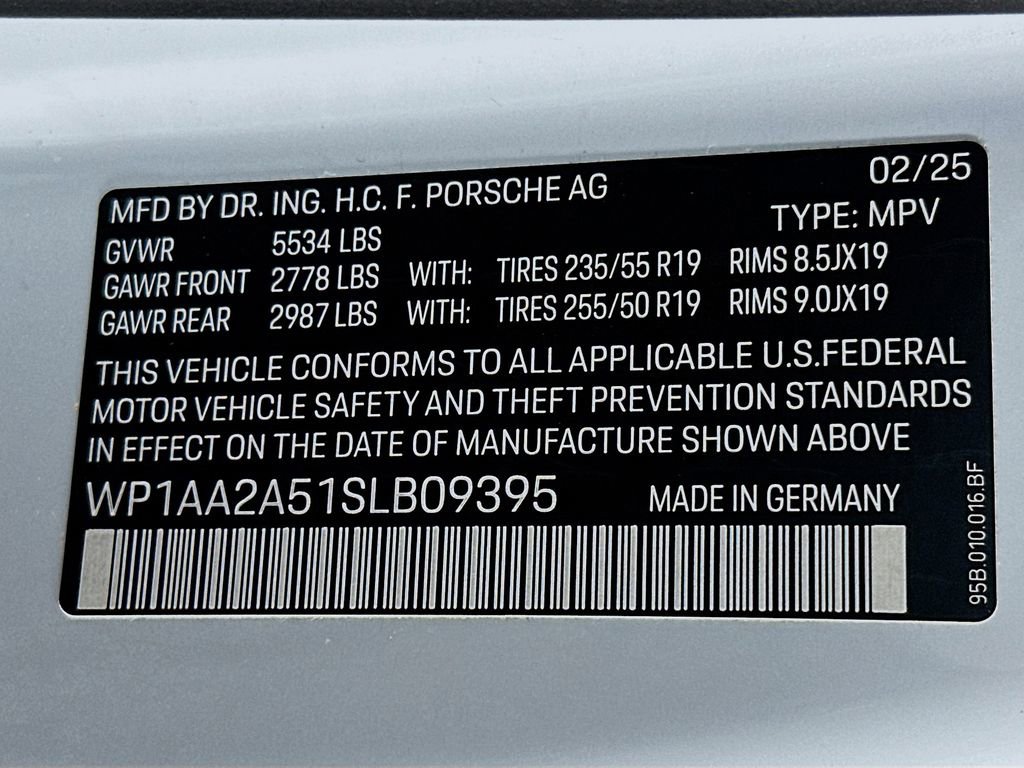 MFD BY DR. ING. H.C. F. PORSCHE AG 02/25
TYPE: MPV
GVWR 5534 LBS
GAWR FRONT 2778 LBS WITH: TIRES 235/55 R19 RIMS 8.5JX19
GAWR REAR 2987 LBS WITH: TIRES 255/50 R19 RIMS 9.0JX19
THIS VEHICLE CONFORMS TO ALL APPLICABLE U.S.FEDERAL
MOTOR VEHICLE SAFETY AND THEFT PREVENTION STANDARDS
IN EFFECT ON THE DATE OF MANUFACTURE SHOWN ABOVE
WP1AA2A51SLB09395 MADE IN GERMANY
95B.010.016.BF